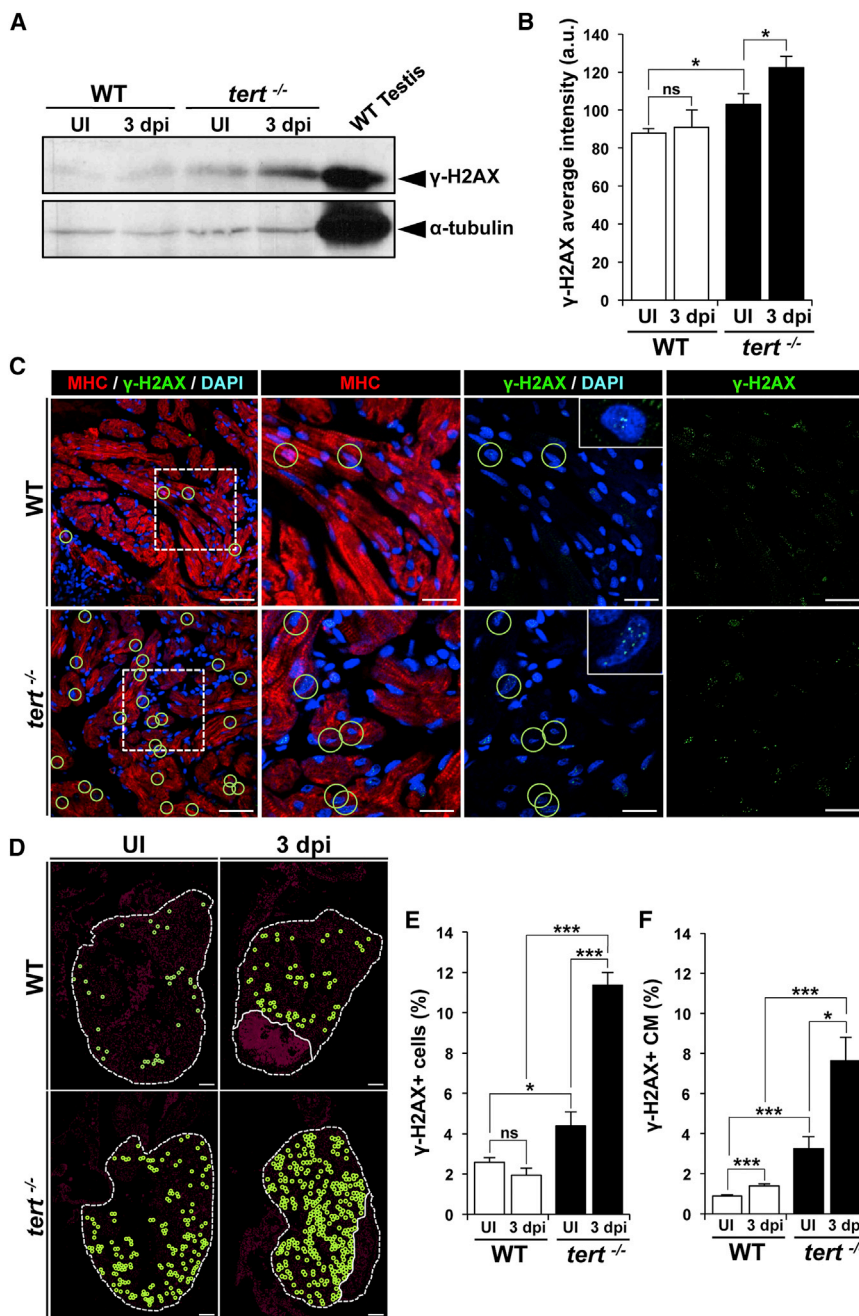 A
WT
tert -/-
WT Testis
UI
3 dpi
UI
3 dpi
γ-H2AX
α-tubulin
B
γ-H2AX average intensity (a.u.)
140
120
100
80
60
40
20
0
*
*
ns
UI
3 dpi
UI
3 dpi
WT
tert -/-
C
MHC / γ-H2AX / DAPI
MHC
γ-H2AX / DAPI
γ-H2AX
WT
tert -/-
D
UI
3 dpi
WT
tert -/-
E
γ-H2AX+ cells (%)
14
12
10
8
6
4
2
0
***
***
*
ns
UI
3 dpi
UI
3 dpi
WT
tert -/-
F
γ-H2AX+ CM (%)
14
12
10
8
6
4
2
0
***
*
***
***
UI
3 dpi
UI
3 dpi
WT